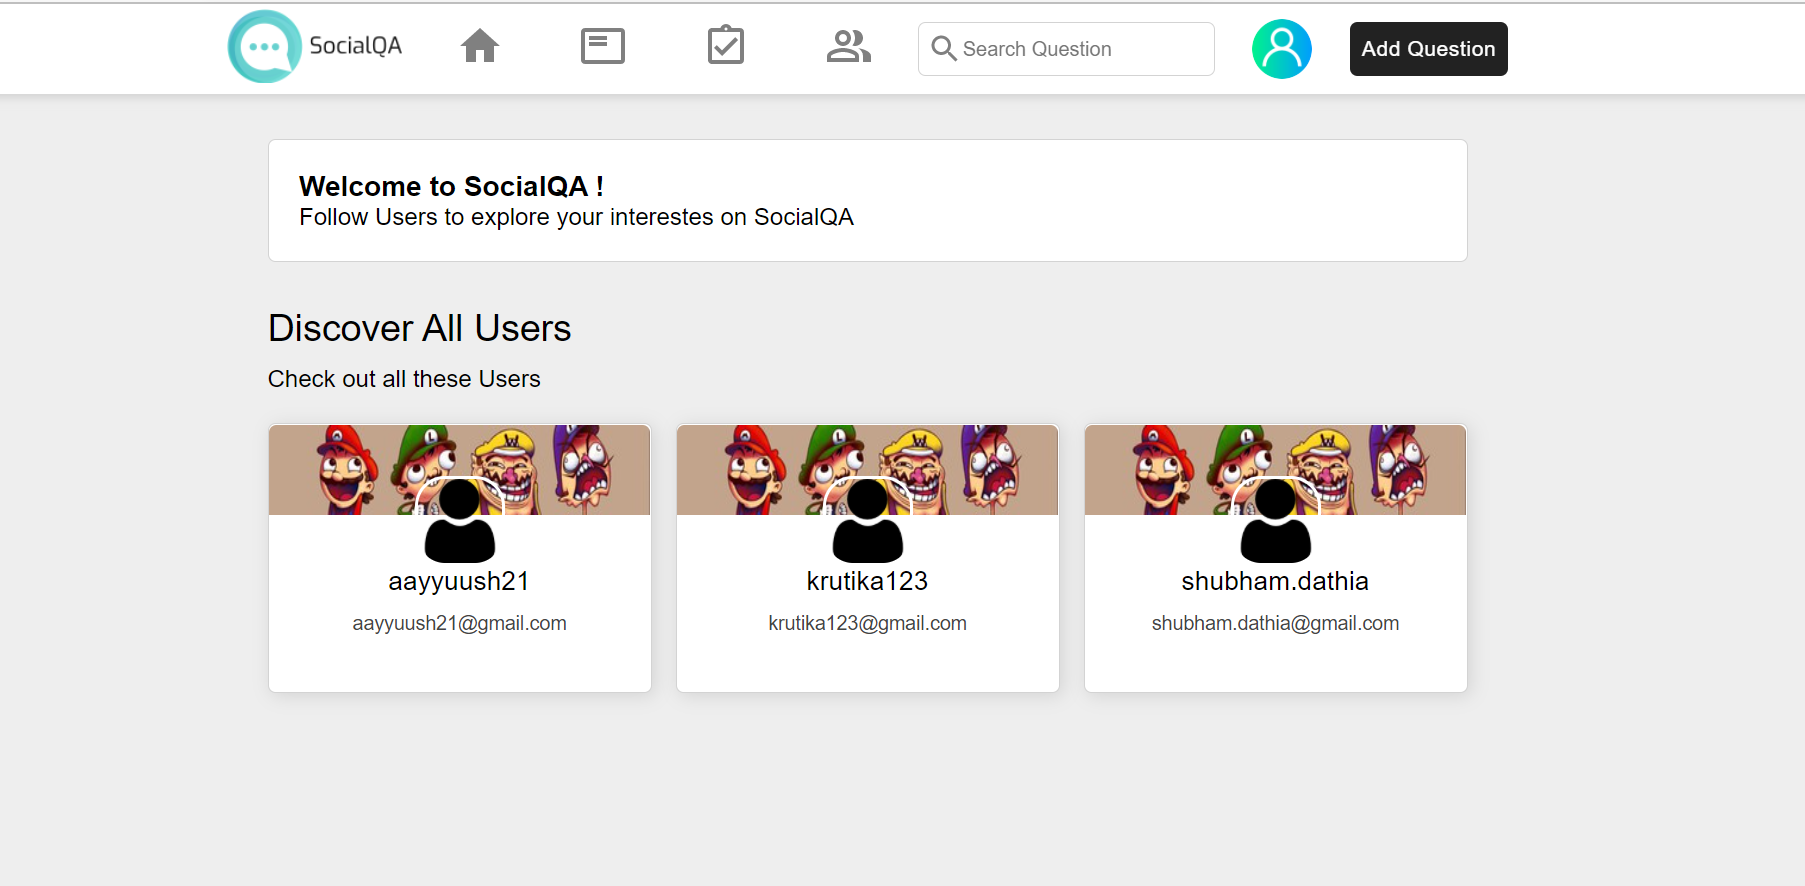 SocialQA
Search Question
Add Question
Welcome to SocialQA !
Follow Users to explore your interestes on SocialQA
Discover All Users
Check out all these Users
L W
L W
L W
aayyuush21
krutika123
shubham.dathia
aayyuush21@gmail.com
krutika123@gmail.com
shubham.dathia@gmail.com